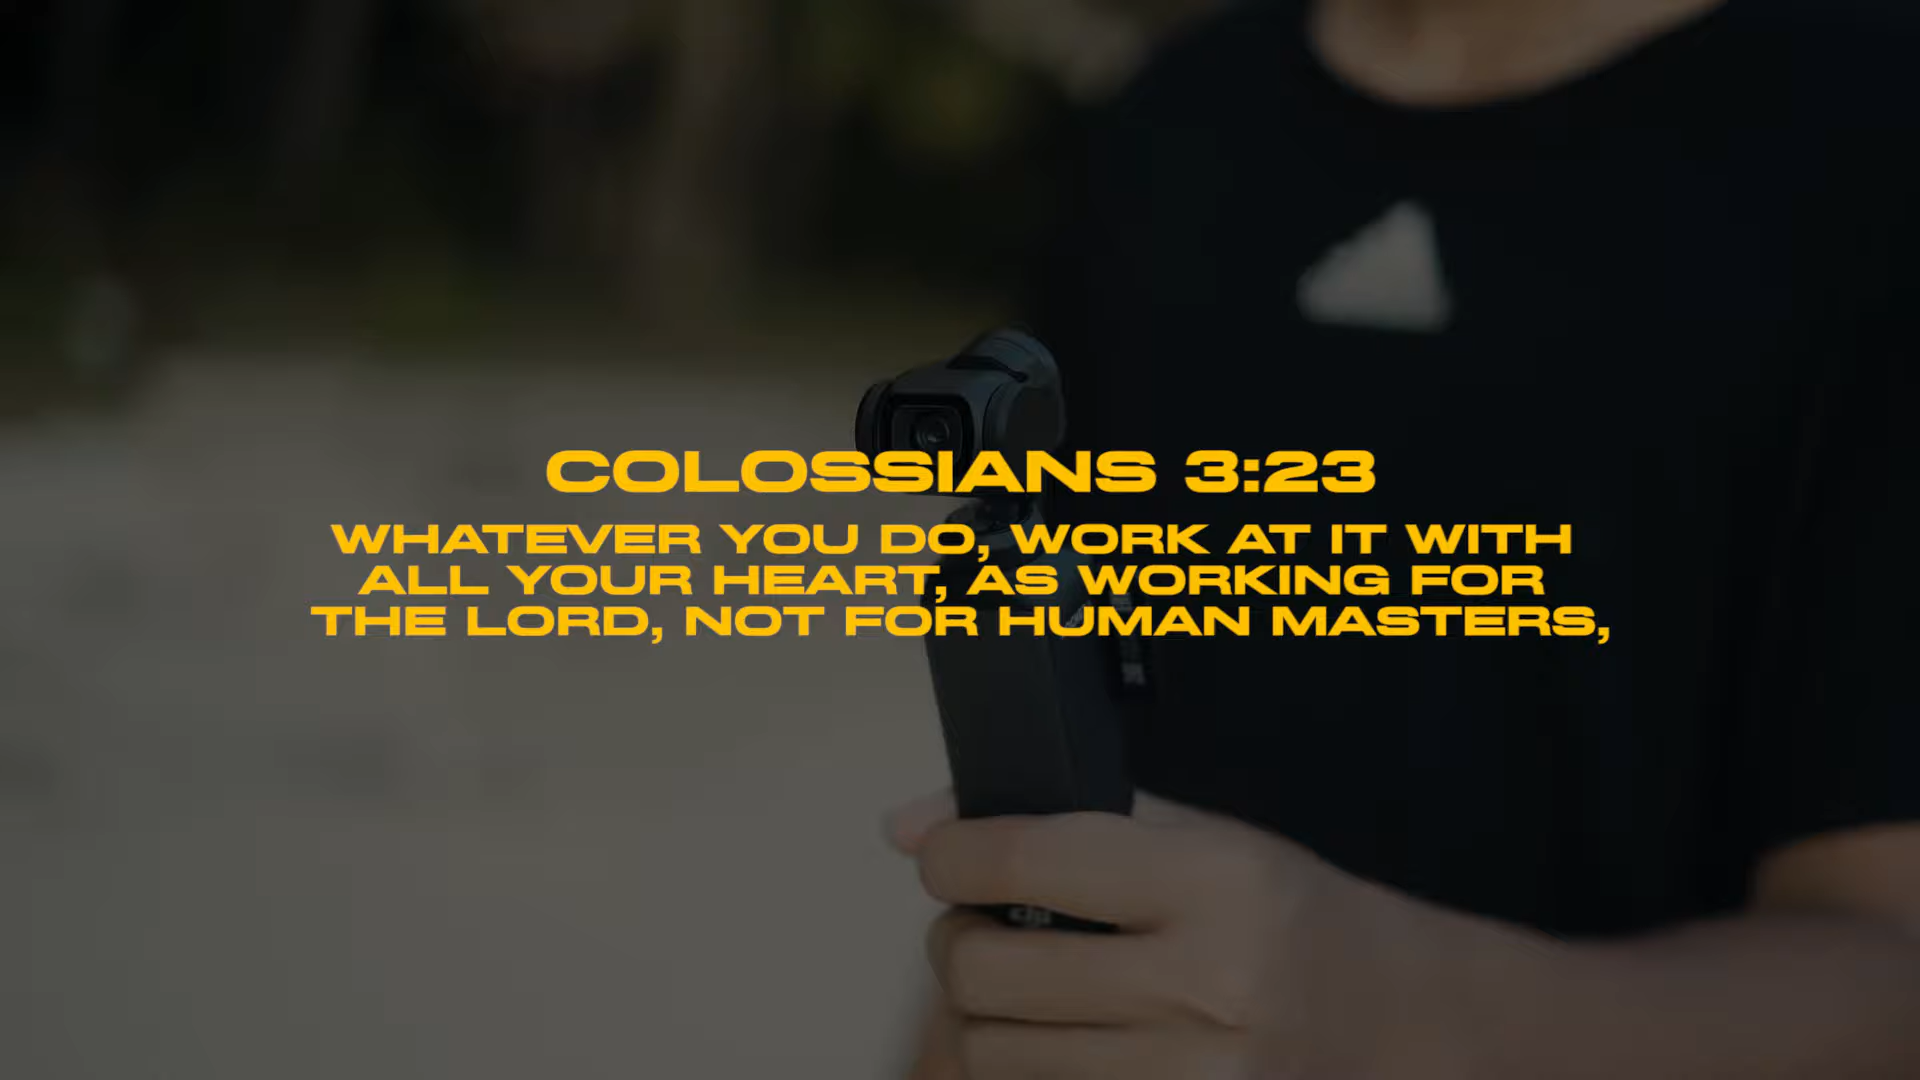 COLOSSIANS 3:23
WHATEVER YOU DO, WORK AT IT WITH
ALL YOUR HEART, AS WORKING FOR
THE LORD, NOT FOR HUMAN MASTERS,
dji